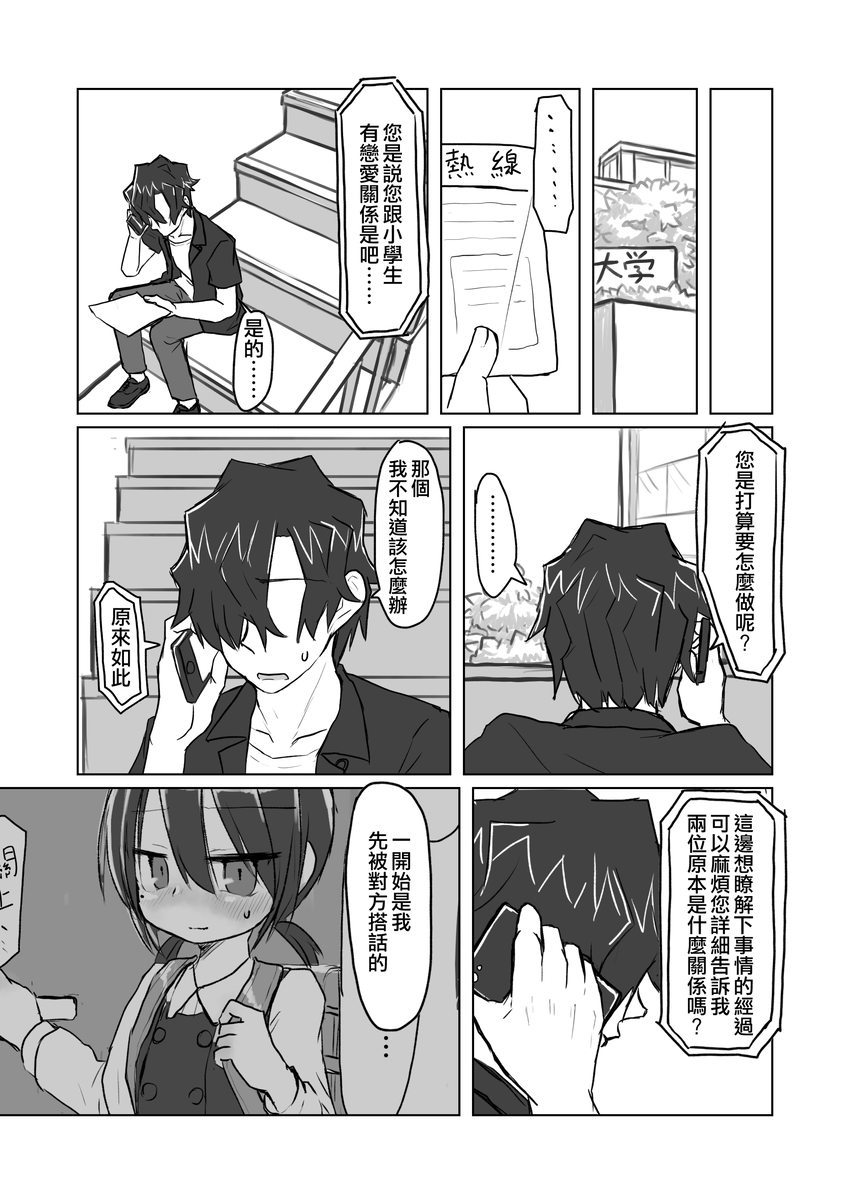 大学
…………
熱線
您是說您跟小學生
有戀愛關係是吧……
是的……
您是打算要怎麼做呢？
…………
那個
我不知道該怎麼辦
原來如此
這邊想瞭解下事情的經過
可以麻煩您詳細告訴我
兩位原本是什麼關係嗎？
一開始是我
先被對方搭話的
…